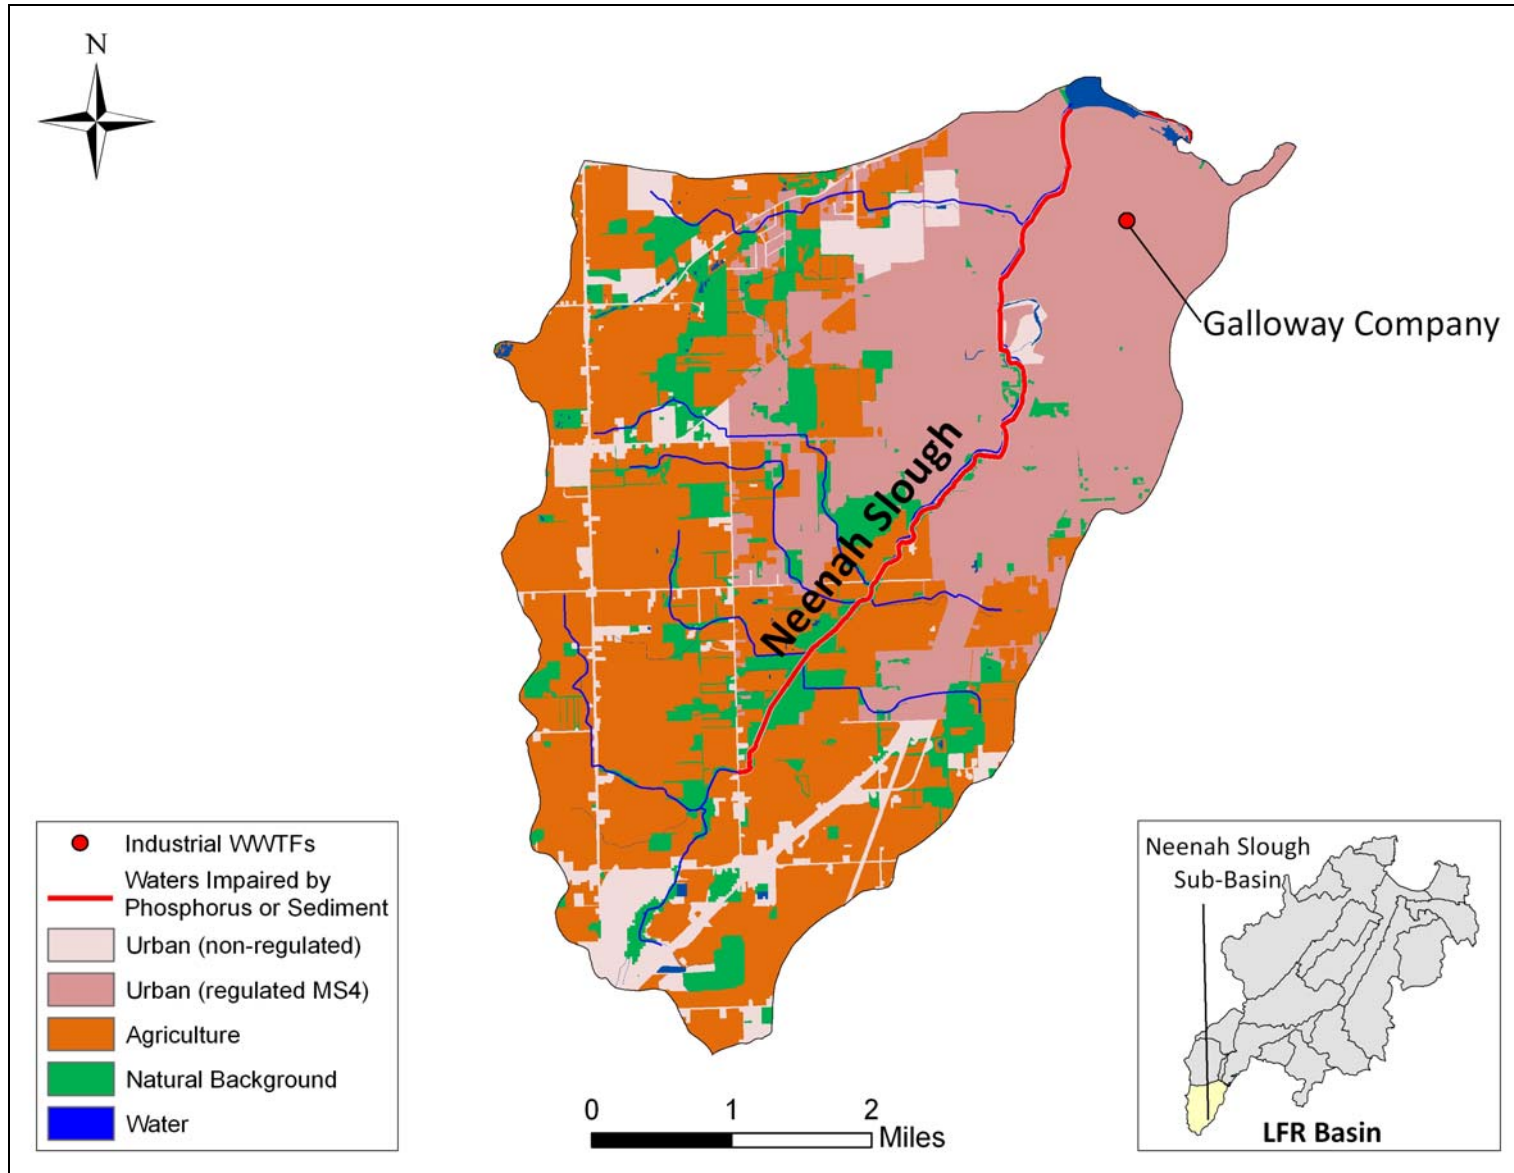 N
Galloway Company
Neenah Slough
Industrial WWTFs
Waters Impaired by
Phosphorus or Sediment
Urban (non-regulated)
Urban (regulated MS4)
Agriculture
Natural Background
Water
0 1 2
Miles
Neenah Slough
Sub-Basin
LFR Basin